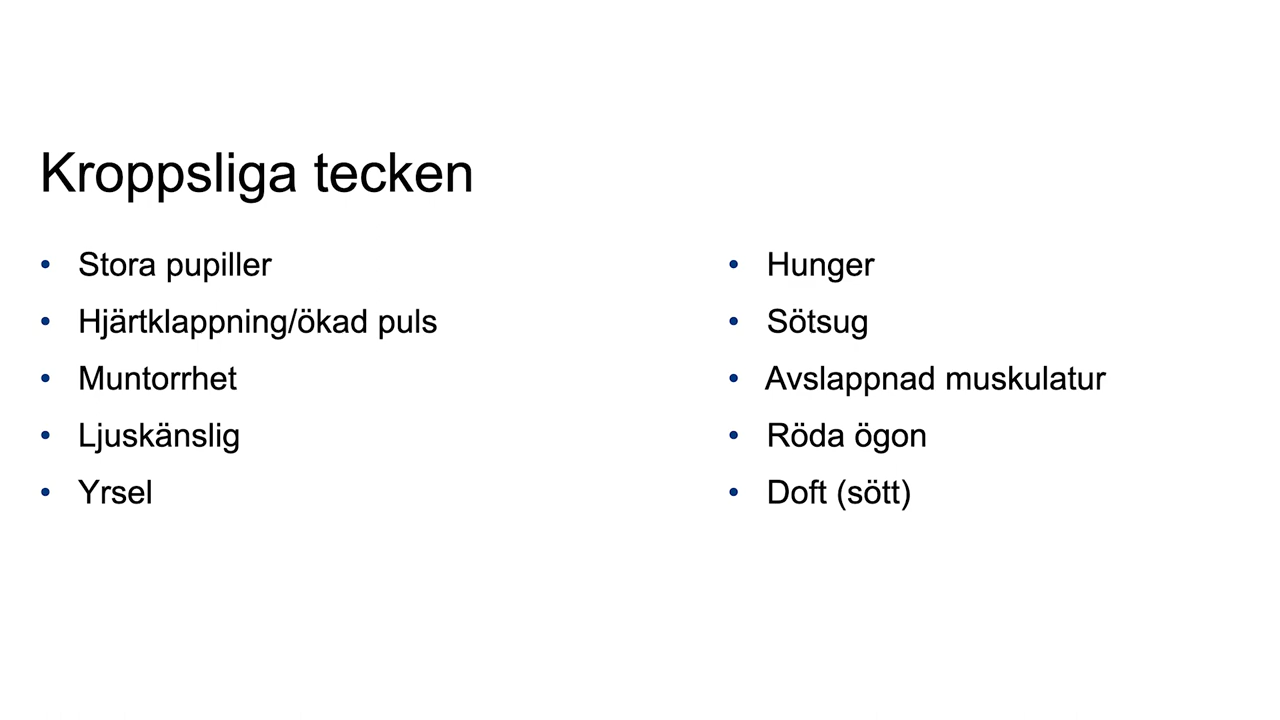 Kroppsliga tecken
• Stora pupiller
• Hjärtklappning/ökad puls
• Muntorrhet
• Ljuskänslig
• Yrsel
• Hunger
• Sötsug
• Avslappnad muskulatur
• Röda ögon
• Doft (sött)